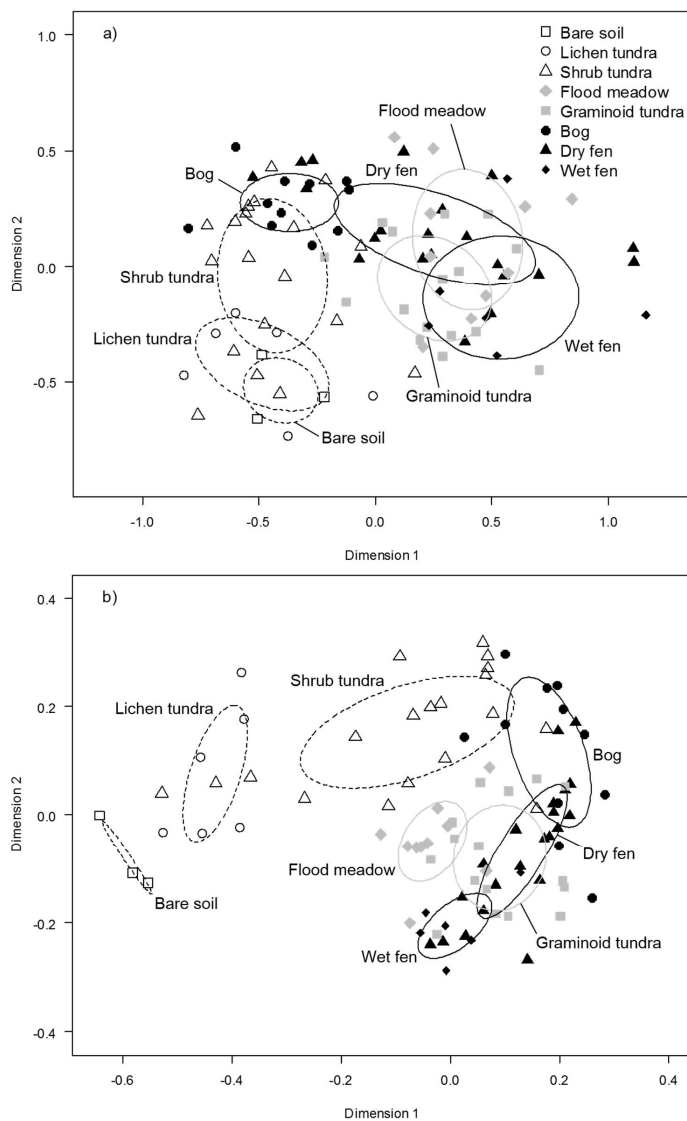 a)
Bare soil
Lichen tundra
Shrub tundra
Flood meadow
Graminoid tundra
Bog
Dry fen
Wet fen
Flood meadow
Dry fen
Bog
Shrub tundra
Lichen tundra
Wet fen
Graminoid tundra
Bare soil
1.0
0.5
0.0
-0.5
Dimension 2
-1.0 -0.5 0.0 0.5 1.0
Dimension 1
b)
Shrub tundra
Lichen tundra
Bog
Flood meadow
Dry fen
Bare soil
Graminoid tundra
Wet fen
0.4
0.2
0.0
-0.2
-0.4
Dimension 2
-0.6 -0.4 -0.2 0.0 0.2 0.4
Dimension 1